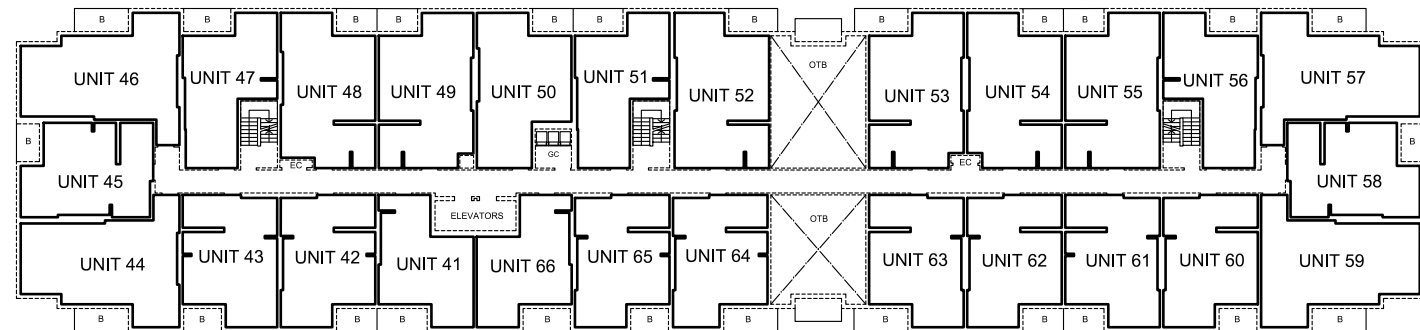 B B B B B B B B B B B B
UNIT 46
UNIT 47
UNIT 48
UNIT 49
UNIT 50
UNIT 51
UNIT 52
OTB
UNIT 53
UNIT 54
UNIT 55
UNIT 56
UNIT 57
B
B
EC
GC
EC
UNIT 45
UNIT 58
ELEVATORS
OTB
UNIT 44
UNIT 43
UNIT 42
UNIT 41
UNIT 66
UNIT 65
UNIT 64
UNIT 63
UNIT 62
UNIT 61
UNIT 60
UNIT 59
B B B B B B B B B B B B